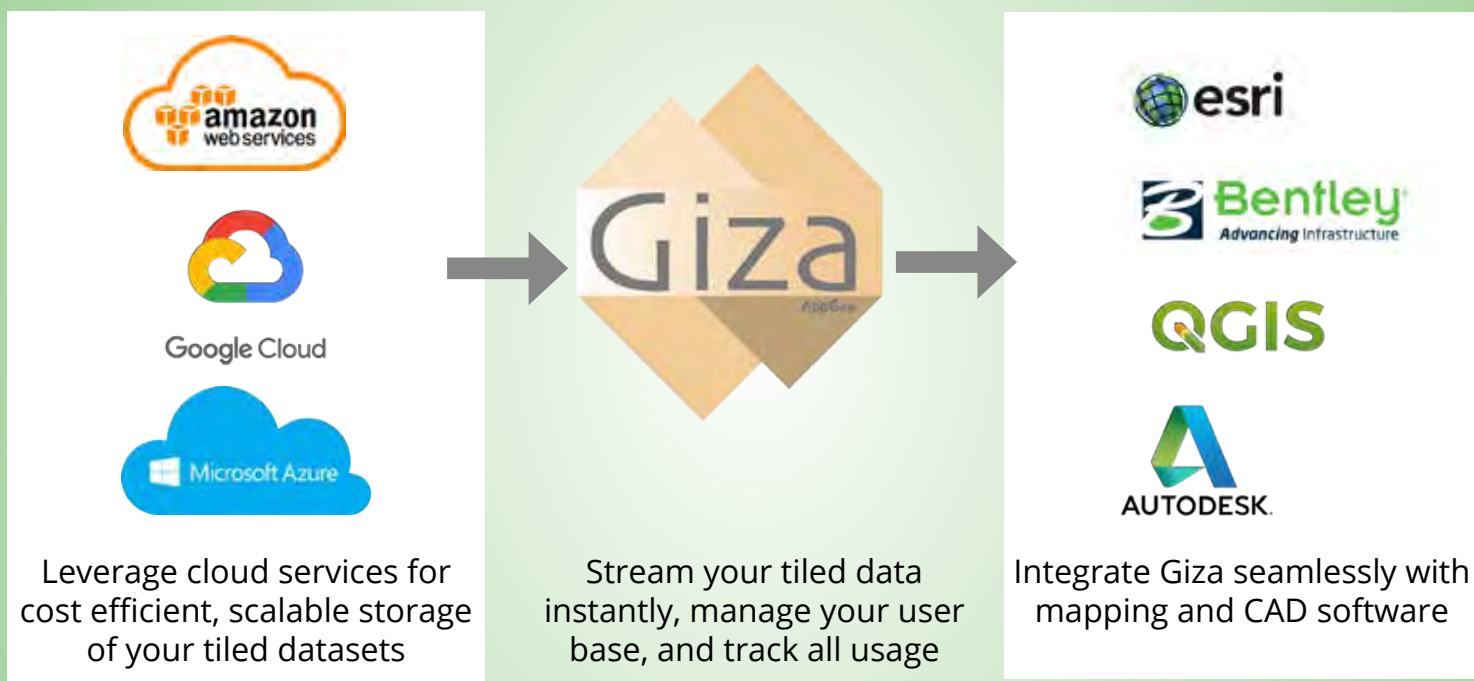 amazon
web services
Google Cloud
Microsoft Azure
Leverage cloud services for
cost efficient, scalable storage
of your tiled datasets
Giza
AppGeo
Stream your tiled data
instantly, manage your user
base, and track all usage
esri
Bentley®
Advancing Infrastructure
QGIS
AUTODESK.
Integrate Giza seamlessly with
mapping and CAD software